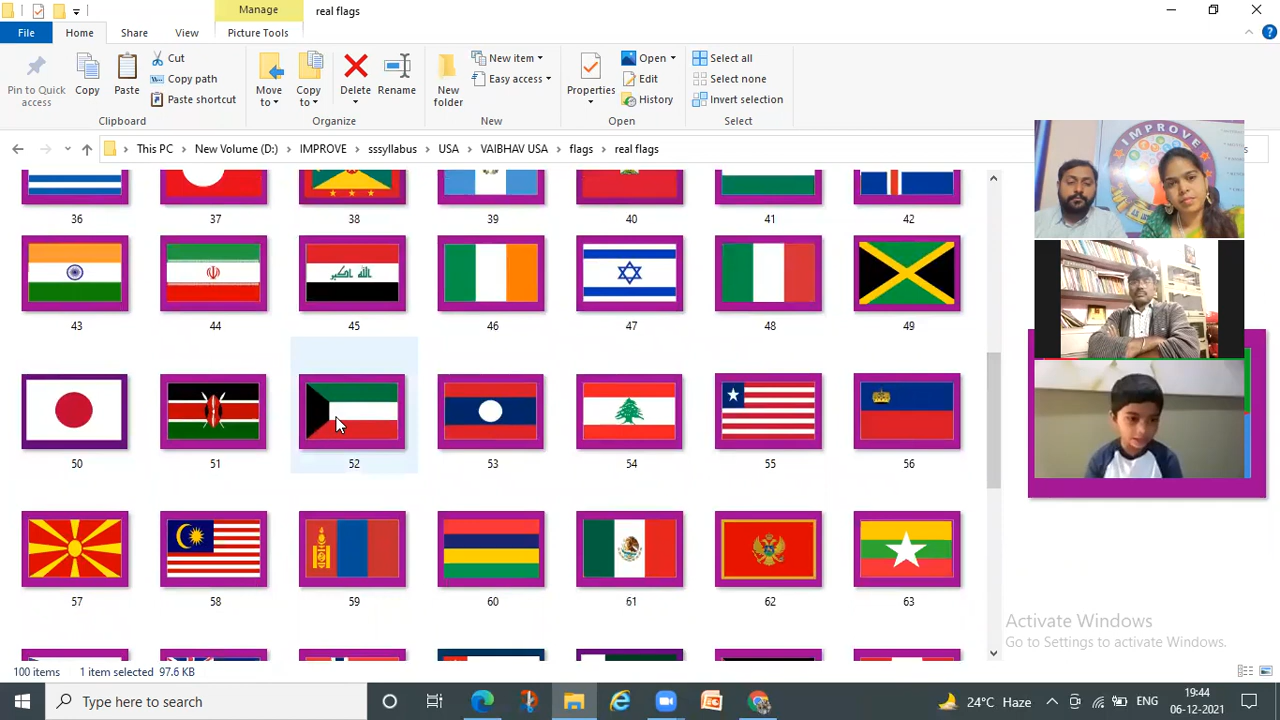 Manage
real flags
File
Home
Share
View
Picture Tools
Pin to Quick access
Copy
Paste
Cut
Copy path
Paste shortcut
Move to
Copy to
Delete
Rename
New folder
New item
Easy access
Properties
Open
Edit
History
Select all
Select none
Invert selection
Clipboard
Organize
New
Open
Select
This PC > New Volume (D:) > IMPROVE > sssyllabus > USA > VAIBHAV USA > flags > real flags
IMPROVE
36 37 38 39 40 41 42
الله اكبر
43 44 45 46 47 48 49
50 51 52 53 54 55 56
57 58 59 60 61 62 63
Activate Windows
Go to Settings to activate Windows.
100 items
1 item selected 97.6 KB
Type here to search
24°C Haze
ENG
19:44
06-12-2021